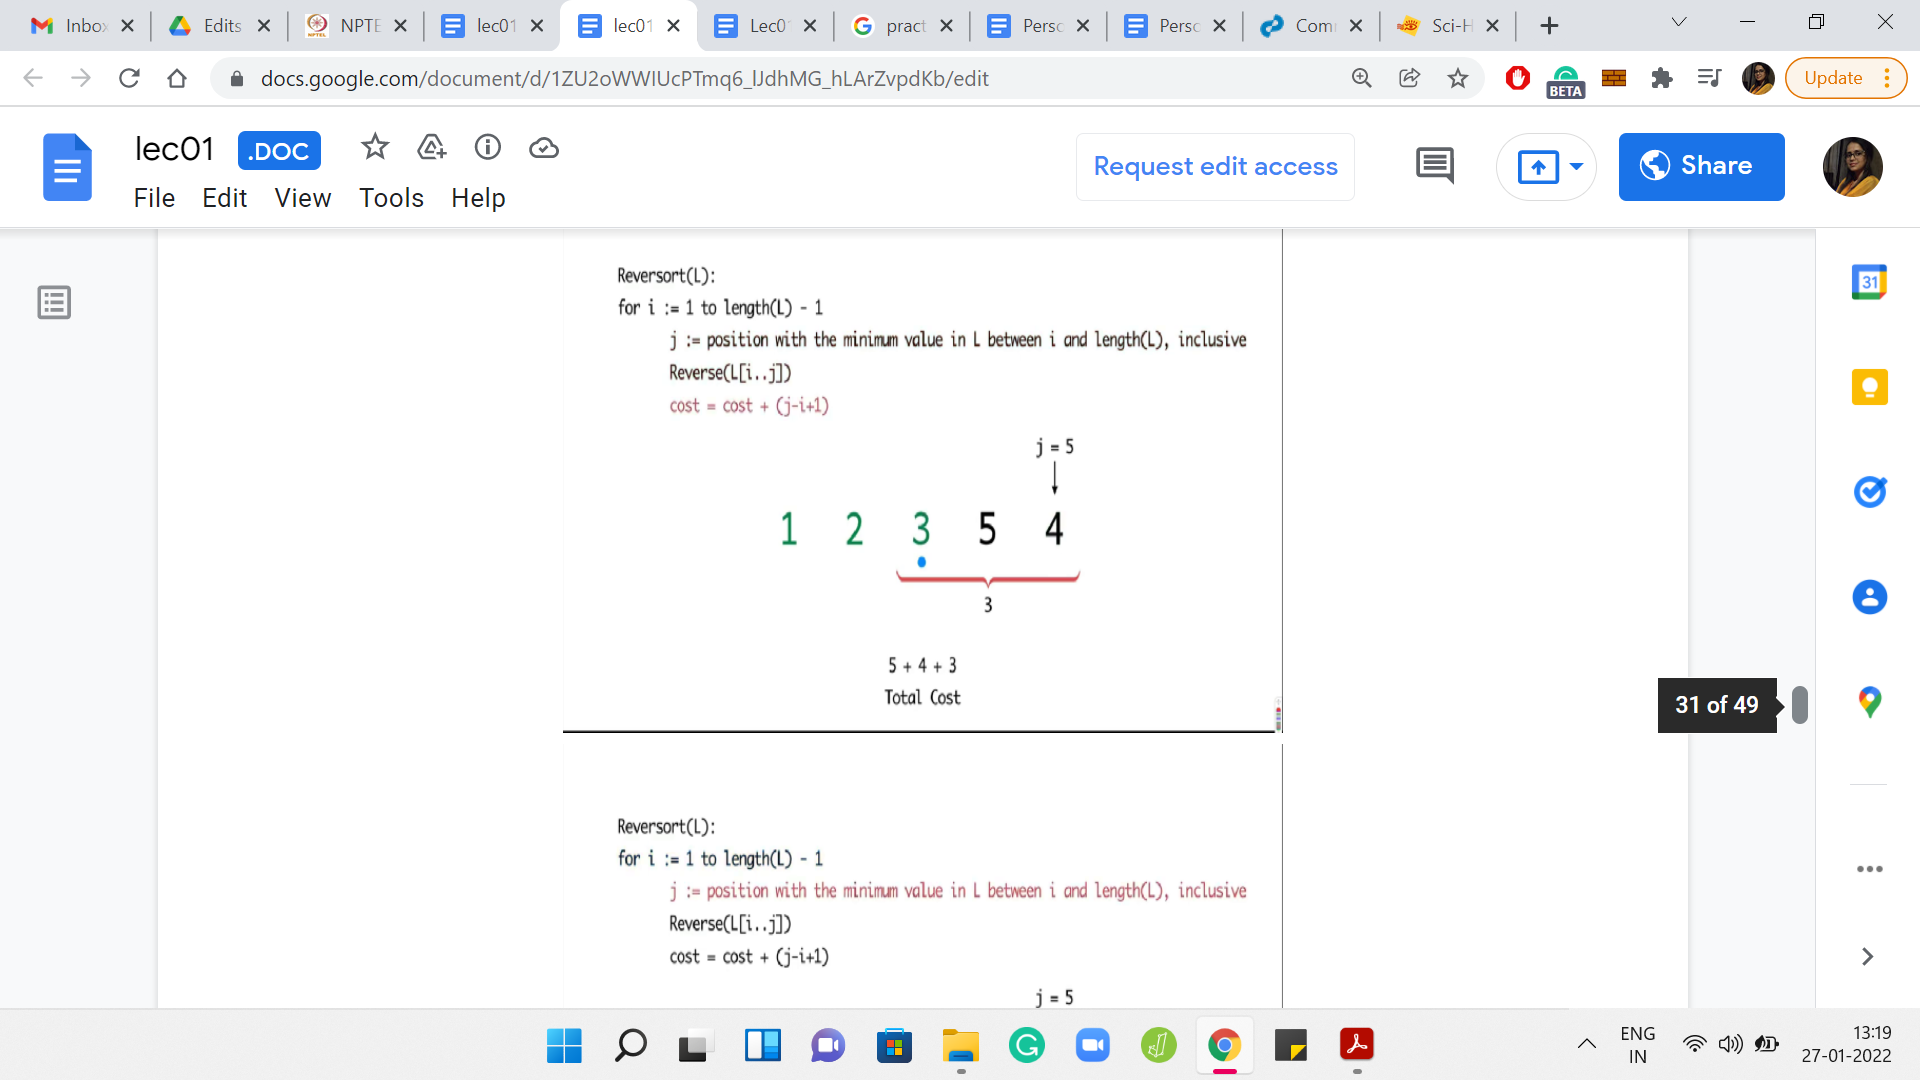 Inbox
Edits
NPTE
lec01
lec01
Lec0
pract
Perso
Perso
Com
Sci-H
docs.google.com/document/d/1ZU2oWWIUcPTmq6_lJdhMG_hLArZvpdKb/edit
BETA
Update
lec01 .DOC
File Edit View Tools Help
Request edit access
Share
31
Reversort(L):
for i := 1 to length(L) - 1
j := position with the minimum value in L between i and length(L), inclusive
Reverse(L[i..j])
cost = cost + (j-i+1)
j = 5
1 2 3 5 4
3
5 + 4 + 3
Total Cost
31 of 49
Reversort(L):
for i := 1 to length(L) - 1
j := position with the minimum value in L between i and length(L), inclusive
Reverse(L[i..j])
cost = cost + (j-i+1)
j = 5
ENG
IN
13:19
27-01-2022